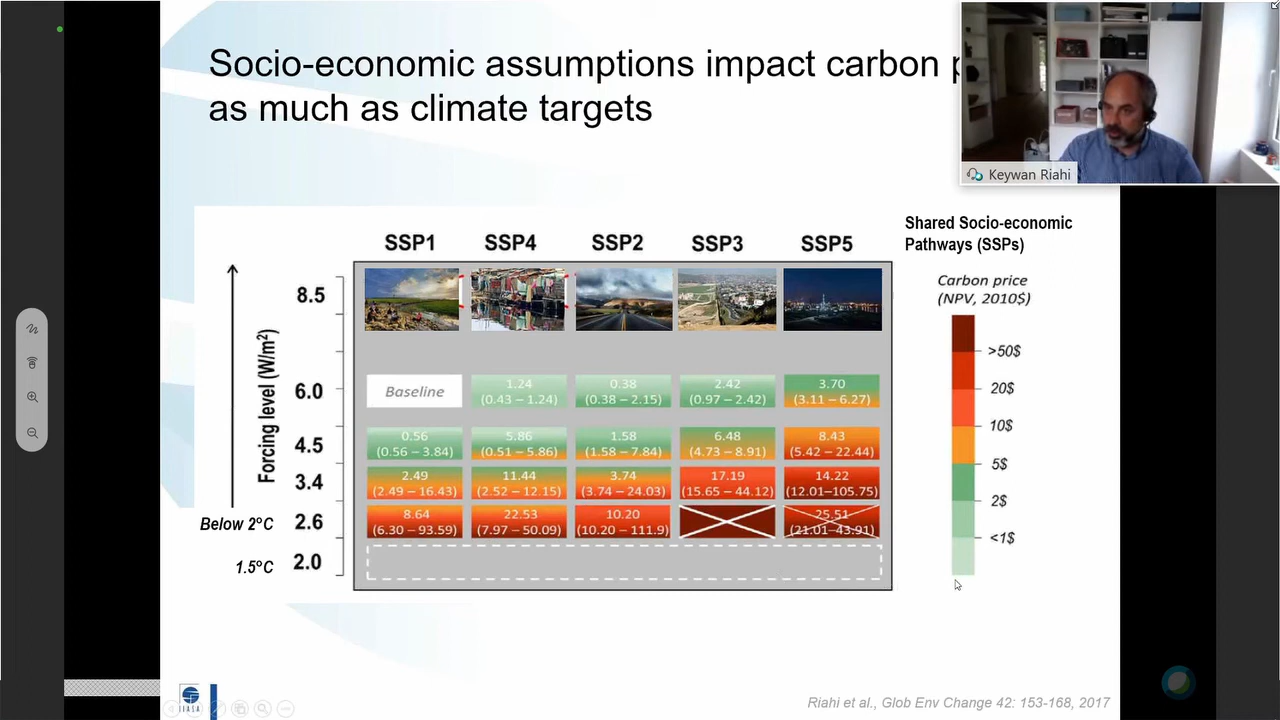 Socio-economic assumptions impact carbon
as much as climate targets
Keywan Riahi
Shared Socio-economic
Pathways (SSPs)
SSP1 SSP4 SSP2 SSP3 SSP5
Carbon price
(NPV, 2010$)
>50$
20$
10$
5$
2$
<1$
Forcing level (W/m²)
8.5
6.0
Baseline
1.24
(0.43 – 1.24)
0.38
(0.38 – 2.15)
2.42
(0.97 – 2.42)
3.70
(3.11 – 6.27)
4.5
0.56
(0.56 – 3.84)
5.86
(0.51 – 5.86)
1.58
(1.58 – 7.84)
6.48
(4.73 – 8.91)
8.43
(5.42 – 22.44)
3.4
2.49
(2.49 – 16.43)
11.44
(2.52 – 12.15)
3.74
(3.74 – 24.03)
17.19
(15.65 – 44.12)
14.22
(12.01–105.75)
Below 2°C
2.6
8.64
(6.30 – 93.59)
22.53
(7.97 – 50.09)
10.20
(10.20 – 111.9)
25.51
(21.01–43.91)
1.5°C
2.0
IIASA
Riahi et al., Glob Env Change 42: 153-168, 2017